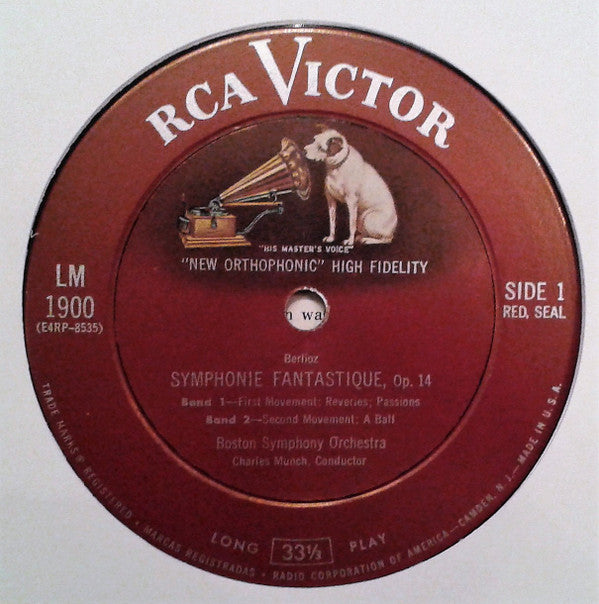 RCA VICTOR
"HIS MASTER'S VOICE"
"NEW ORTHOPHONIC" HIGH FIDELITY
LM
1900
(E4RP-8535)
SIDE 1
RED, SEAL
n wa
Berlioz
SYMPHONIE FANTASTIQUE, Op. 14
Band 1—First Movement: Reveries; Passions
Band 2—Second Movement: A Ball
Boston Symphony Orchestra
Charles Munch, Conductor
LONG 33⅓ PLAY
TRADE MARKS ® REGISTERED • MARCAS REGISTRADAS • RADIO CORPORATION OF AMERICA—CAMDEN, N. J.—MADE IN U.S.A.